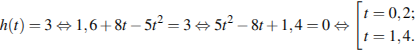 h(t) = 3 ⇔ 1,6 + 8t − 5t² = 3 ⇔ 5t² − 8t + 1,4 = 0 ⇔ [ t = 0,2;
t = 1,4.